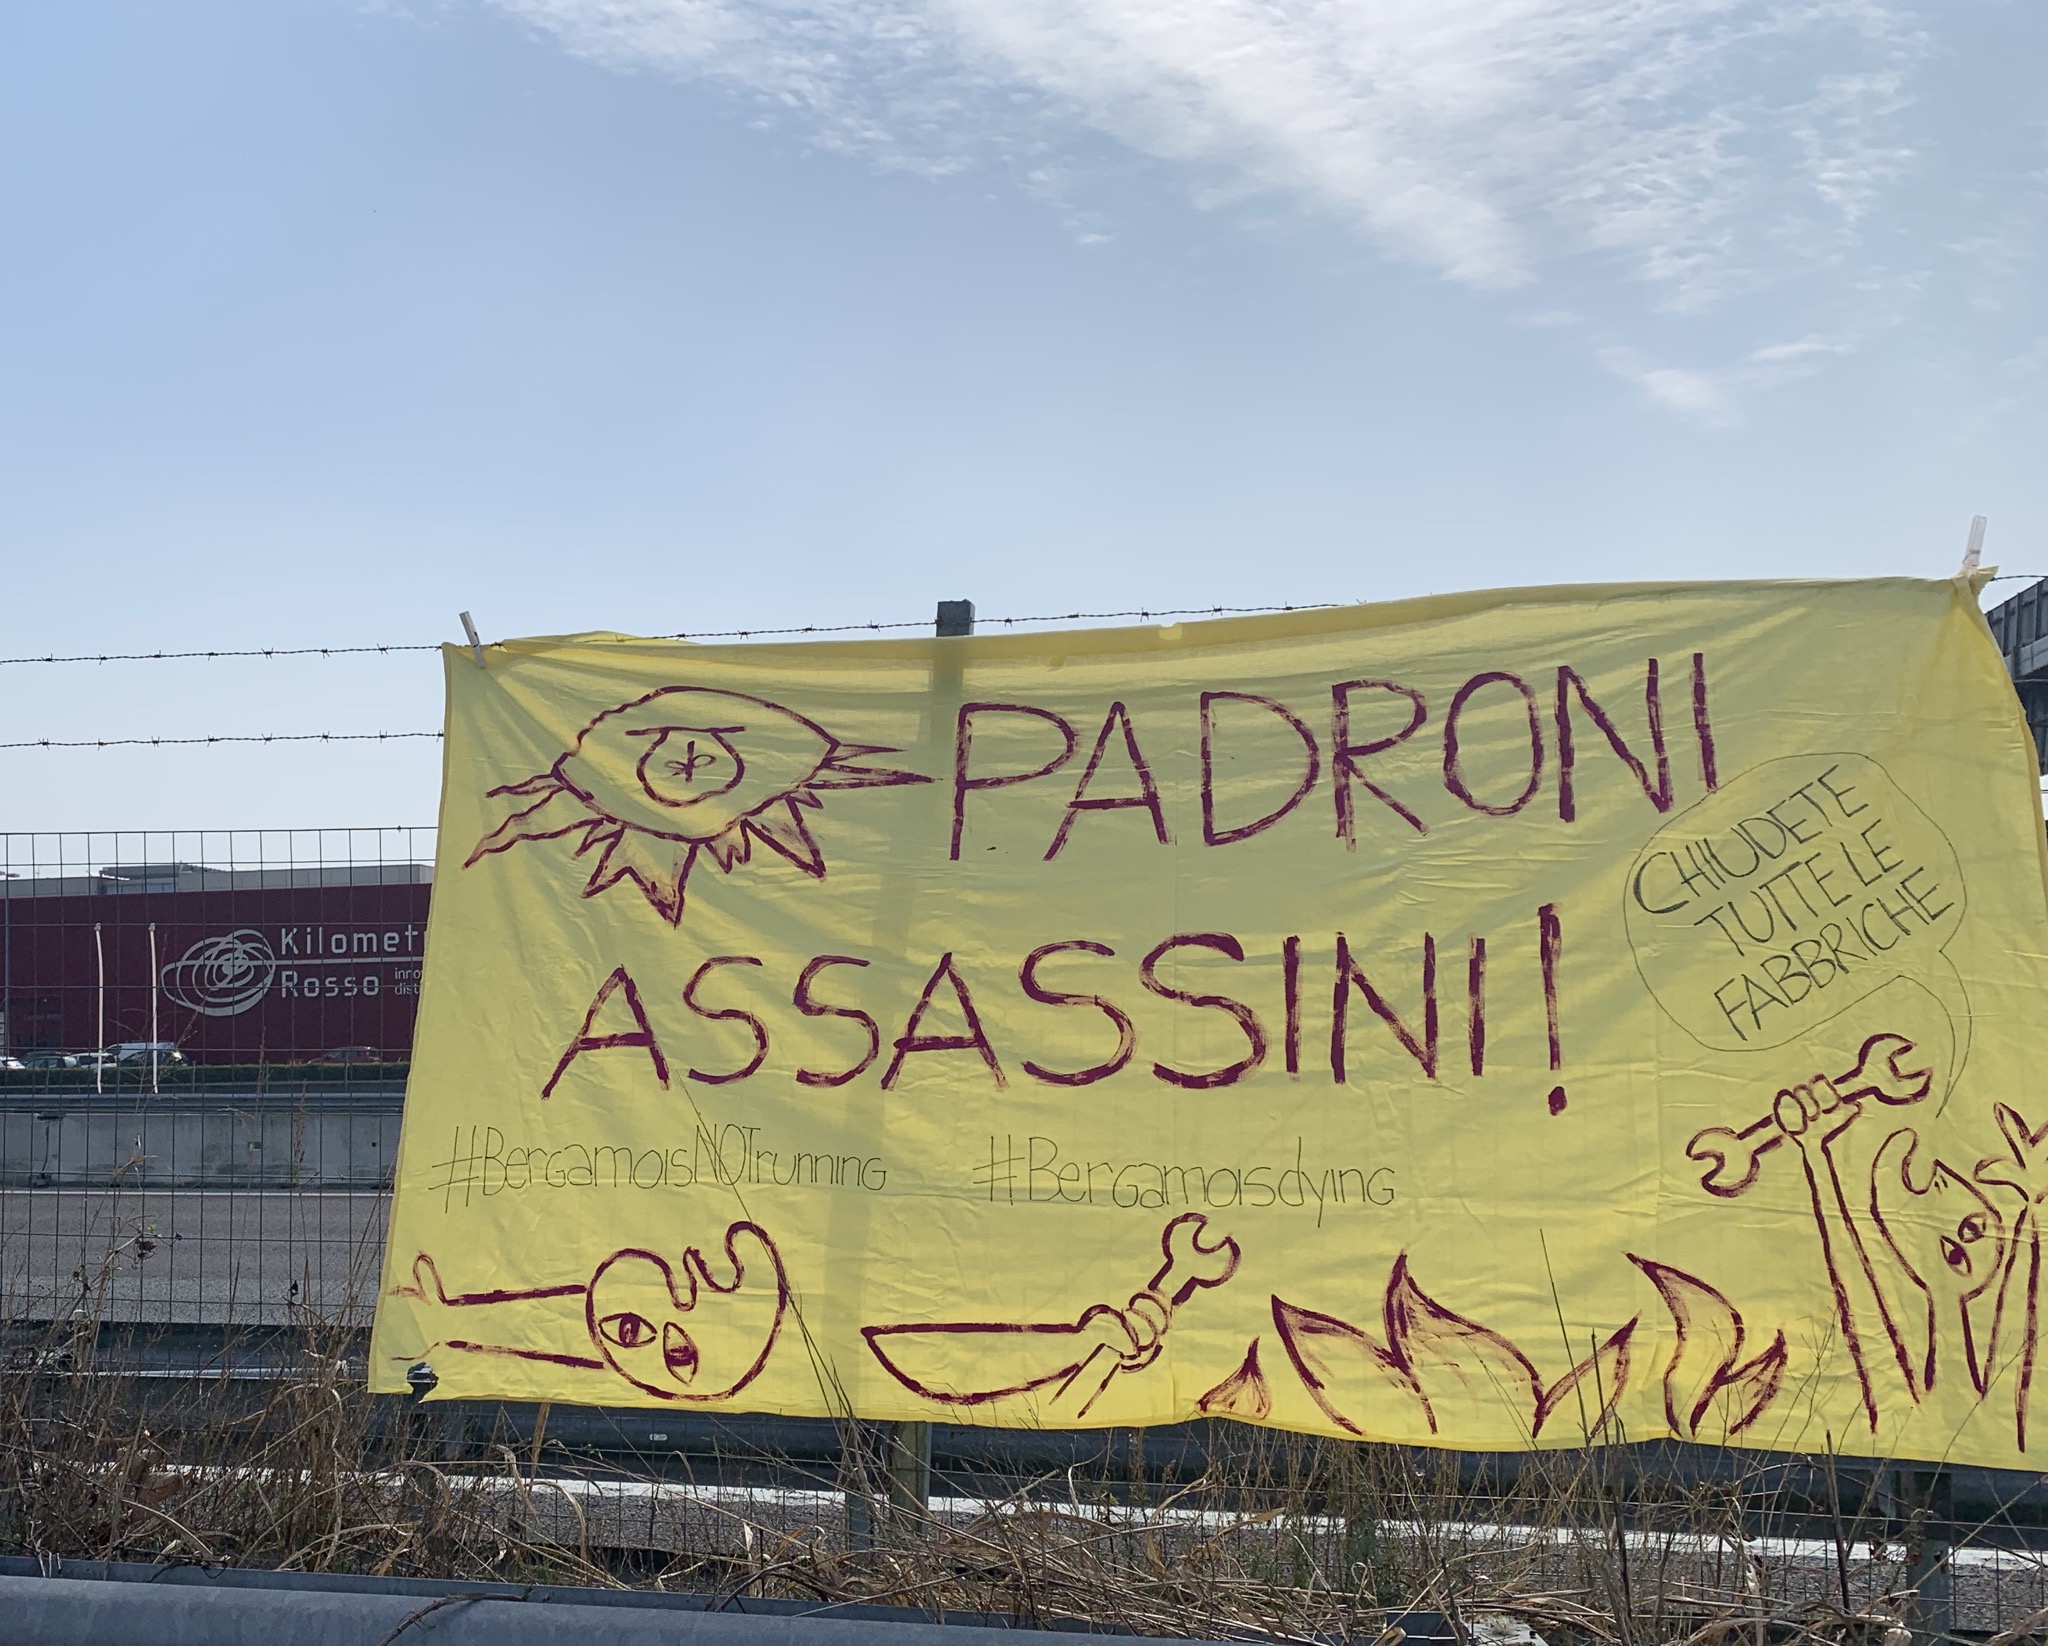 PADRONI
ASSASSINI!
CHIUDETE
TUTTE LE
FABBRICHE
#BergamoisNOTrunning
#Bergamoisdying
Kilomet
Rosso